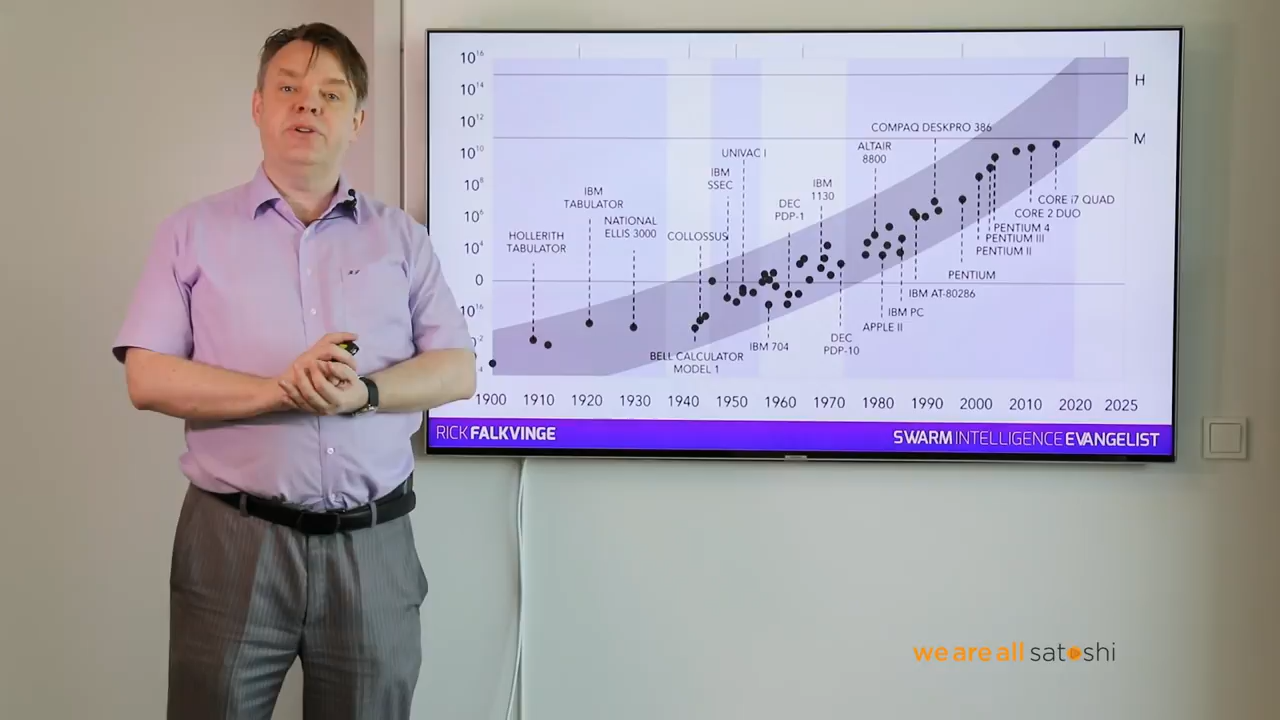 10¹⁶
10¹⁴
H
10¹²
COMPAQ DESKPRO 386
M
10¹⁰
UNIVAC I
ALTAIR
8800
10⁸
IBM
SSEC
IBM
TABULATOR
IBM
1130
CORE i7 QUAD
10⁶
DEC
PDP-1
CORE 2 DUO
NATIONAL
ELLIS 3000
PENTIUM 4
HOLLERITH
TABULATOR
COLLOSSUS
PENTIUM III
10⁴
PENTIUM II
0
PENTIUM
IBM AT-80286
10¹⁶
IBM PC
APPLE II
DEC
PDP-10
IBM 704
BELL CALCULATOR
MODEL 1
1900 1910 1920 1930 1940 1950 1960 1970 1980 1990 2000 2010 2020 2025
RICK FALKVINGE
SWARM INTELLIGENCE EVANGELIST
we are all satoshi